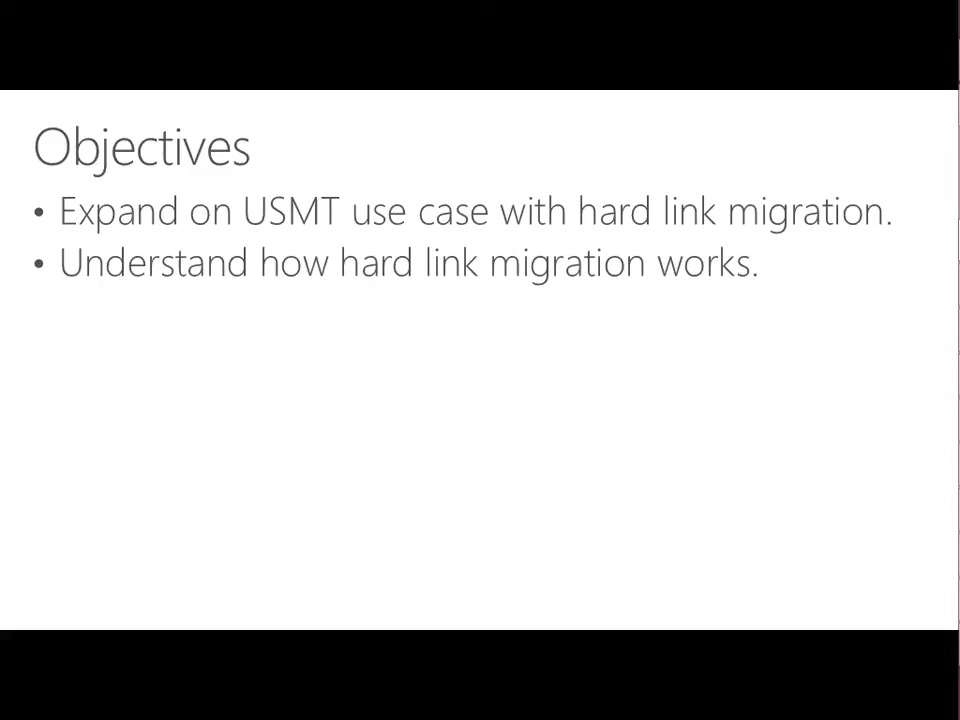 Objectives
• Expand on USMT use case with hard link migration.
• Understand how hard link migration works.